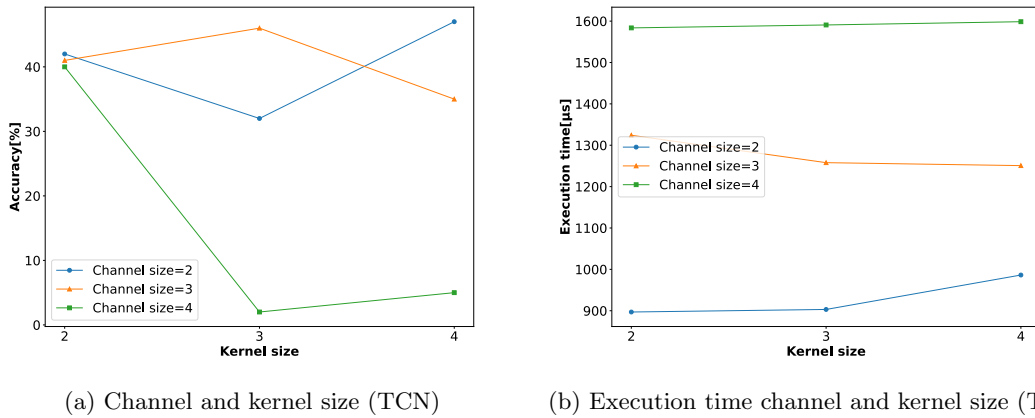 Accuracy[%]
40
30
20
10
0
Channel size=2
Channel size=3
Channel size=4
2 3 4
Kernel size
(a) Channel and kernel size (TCN)
Execution time[µs]
1600
1500
1400
1300
1200
1100
1000
900
Channel size=2
Channel size=3
Channel size=4
2 3 4
Kernel size
(b) Execution time channel and kernel size (